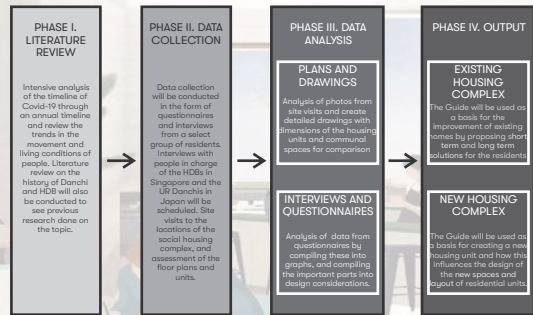 PHASE I.
LITERATURE
REVIEW
Intensive analysis
of the timeline of
Covid-19 through
an annual timeline
and review the
trends in the
movement and
living conditions of
people. Literature
review on the
history of Danchi
and HDB will also
be conducted to
see previous
research done on
the topic.
PHASE II. DATA
COLLECTION
Data collection
will be conducted
in the form of
questionnaires
and interviews
from a select
group of residents.
Interviews with
people in charge
of the HDBs in
Singapore and the
UR Danchis in
Japan will be
scheduled. Site
visits to the
locations of the
social housing
complex, and
assessment of the
floor plans and
units.
PHASE III. DATA
ANALYSIS
PLANS AND
DRAWINGS
Analysis of photos from
site visits and create
detailed drawings with
dimensions of the housing
units and communal
spaces for comparison
INTERVIEWS AND
QUESTIONNAIRES
Analysis of data from
questionnaires by
compiling these into
graphs, and compiling
the important parts into
design considerations.
PHASE IV. OUTPUT
EXISTING
HOUSING
COMPLEX
The Guide will be used as
a basis for the
improvement of existing
homes by proposing short
term and long term
solutions for the residents
NEW HOUSING
COMPLEX
The Guide will be used as
a basis for creating a new
housing unit and how this
influences the design of
the new spaces and
layout of residential units.